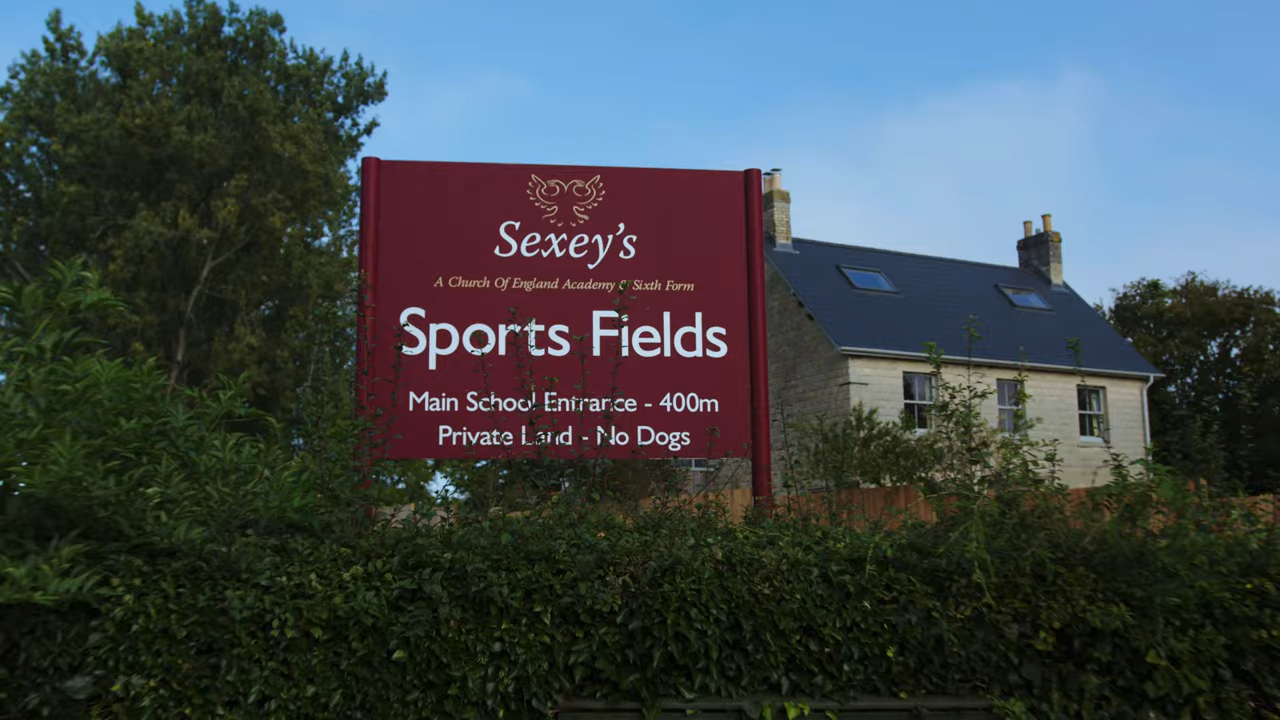 Sexey's
A Church Of England Academy & Sixth Form
Sports Fields
Main School Entrance - 400m
Private Land - No Dogs